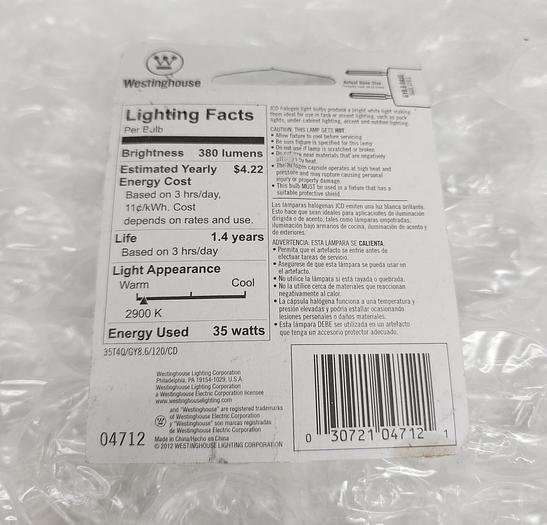 Westinghouse
Actual Base Size
Lighting Facts
Per Bulb
Brightness 380 lumens
Estimated Yearly $4.22
Energy Cost
Based on 3 hrs/day,
11¢/kWh. Cost
depends on rates and use.
Life 1.4 years
Based on 3 hrs/day
Light Appearance
Warm Cool
2900 K
Energy Used 35 watts
35T4Q/GY8.6/120/CD
JCD halogen light bulbs produce a bright white light making
them ideal for use in task or accent lighting, such as puck
lights, under-cabinet lighting, accent and outdoor lighting.
CAUTION, THIS LAMP GETS HOT.
• Allow fixture to cool before servicing
• Be sure fixture is specified for this lamp
• Do not use if lamp is scratched or broken
• Do not use near materials that are negatively
by heat.
• The halogen capsule operates at high heat and
pressure and may rupture causing personal
injury or property damage.
• This bulb MUST be used in a fixture that has a
suitable protective shield.
Las lámparas halógenas JCD emiten una luz blanca brillante.
Esto hace que sean ideales para aplicaciones de iluminación
dirigida o de acento, tales como lámparas empotradas,
iluminación bajo armarios de cocina, iluminación de acento y
de exteriores.
ADVERTENCIA: ESTA LÁMPARA SE CALIENTA.
• Permita que el artefacto se enfríe antes de
efectuar tareas de servicio.
• Asegúrese de que esta lámpara se pueda usar en
el artefacto.
• No utilice la lámpara si está rayada o quebrada.
• No la utilice cerca de materiales que reaccionan
negativamente al calor.
• La cápsula halógena funciona a una temperatura y
presión elevadas y podría estallar ocasionando
lesiones personales o daños materiales.
• Esta lámpara DEBE ser utilizada en un artefacto
que tenga un accesorio protector adecuado.
Westinghouse Lighting Corporation
Philadelphia, PA 19154-1029, U.S.A.
Westinghouse Lighting Corporation
a Westinghouse Electric Corporation licensee
www.westinghouselighting.com
and "Westinghouse" are registered trademarks
of Westinghouse Electric Corporation
y "Westinghouse" son marcas registradas
de Westinghouse Electric Corporation
04712 Made in China/Hecho en China
© 2012 WESTINGHOUSE LIGHTING CORPORATION
0 30721 04712 1